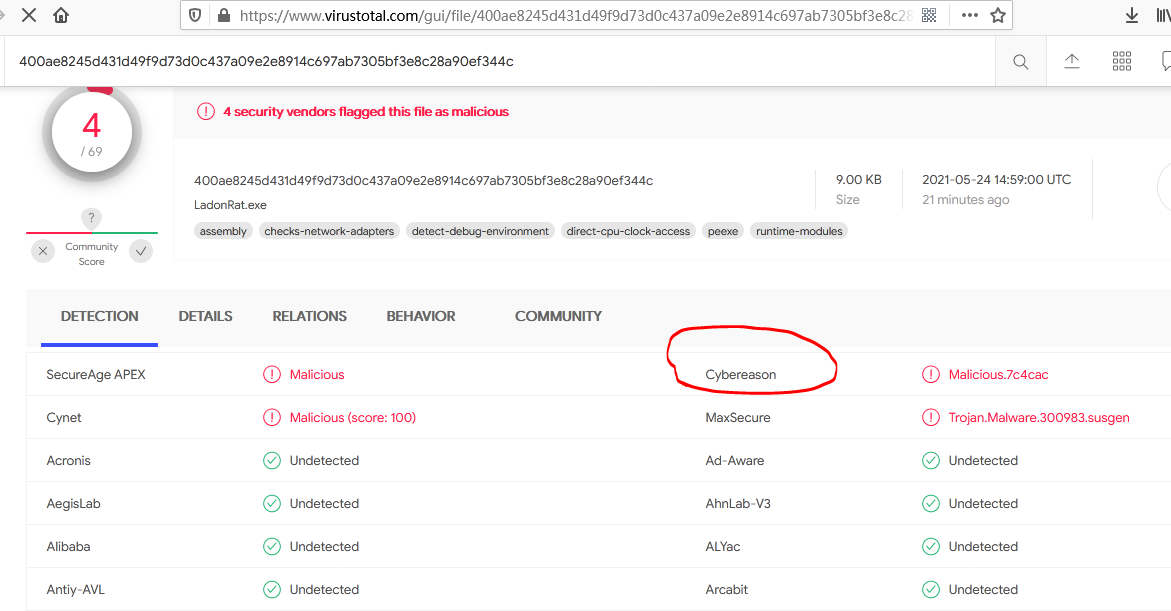 https://www.virustotal.com/gui/file/400ae8245d431d49f9d73d0c437a09e2e8914c697ab7305bf3e8c28
400ae8245d431d49f9d73d0c437a09e2e8914c697ab7305bf3e8c28a90ef344c
4
/ 69
4 security vendors flagged this file as malicious
400ae8245d431d49f9d73d0c437a09e2e8914c697ab7305bf3e8c28a90ef344c
LadonRat.exe
assembly checks-network-adapters detect-debug-environment direct-cpu-clock-access peexe runtime-modules
9.00 KB
Size
2021-05-24 14:59:00 UTC
21 minutes ago
?
Community
Score
DETECTION DETAILS RELATIONS BEHAVIOR COMMUNITY
SecureAge APEX Malicious Cybereason Malicious.7c4cac
Cynet Malicious (score: 100) MaxSecure Trojan.Malware.300983.susgen
Acronis Undetected Ad-Aware Undetected
AegisLab Undetected AhnLab-V3 Undetected
Alibaba Undetected ALYac Undetected
Antiy-AVL Undetected Arcabit Undetected